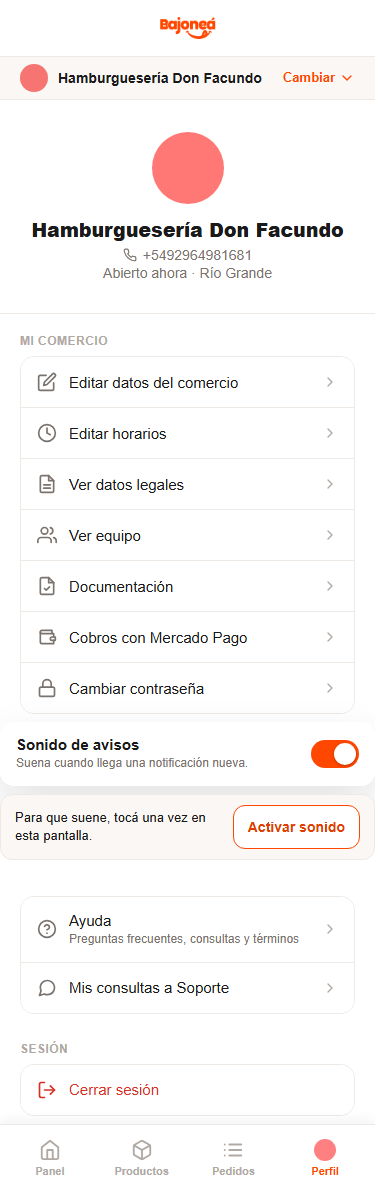 Bajoneá
Hamburguesería Don Facundo
Cambiar
Hamburguesería Don Facundo
+5492964981681
Abierto ahora · Río Grande
MI COMERCIO
Editar datos del comercio
Editar horarios
Ver datos legales
Ver equipo
Documentación
Cobros con Mercado Pago
Cambiar contraseña
Sonido de avisos
Suena cuando llega una notificación nueva.
Para que suene, tocá una vez en
esta pantalla.
Activar sonido
Ayuda
Preguntas frecuentes, consultas y términos
Mis consultas a Soporte
SESIÓN
Cerrar sesión
Panel
Productos
Pedidos
Perfil